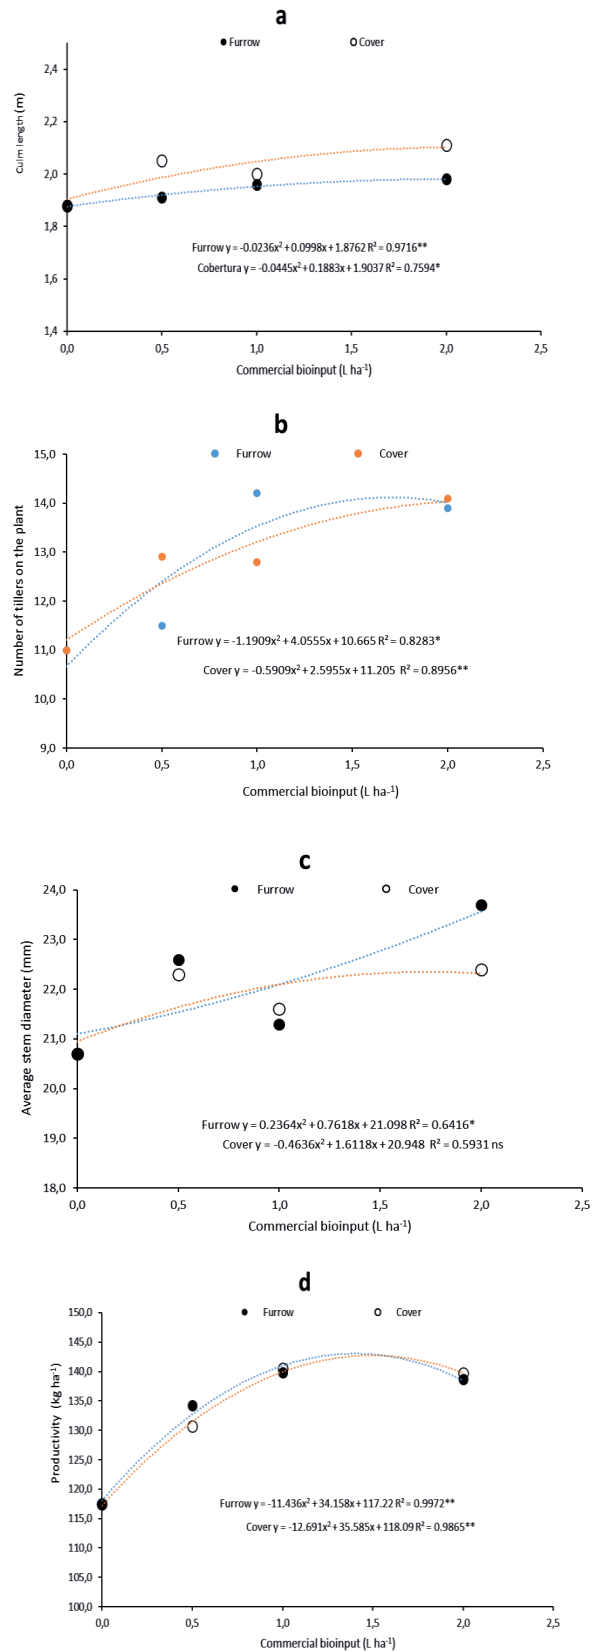 a
Furrow Cover
2,4
2,2
2,0
1,8
1,6
1,4
Culm length (m)
Furrow y = -0.0236x² + 0.0998x + 1.8762 R² = 0.9716**
Cobertura y = -0.0445x² + 0.1883x + 1.9037 R² = 0.7594*
0,0 0,5 1,0 1,5 2,0 2,5
Commercial bioinput (L ha⁻¹)
b
Furrow Cover
15,0
14,0
13,0
12,0
11,0
10,0
9,0
Number of tillers on the plant
Furrow y = -1.1909x² + 4.0555x + 10.665 R² = 0.8283*
Cover y = -0.5909x² + 2.5955x + 11.205 R² = 0.8956**
0,0 0,5 1,0 1,5 2,0 2,5
Commercial bioinput (L ha-¹)
c
Furrow Cover
24,0
23,0
22,0
21,0
20,0
19,0
18,0
Average stem diameter (mm)
Furrow y = 0.2364x² + 0.7618x + 21.098 R² = 0.6416*
Cover y = -0.4636x² + 1.6118x + 20.948 R² = 0.5931 ns
0,0 0,5 1,0 1,5 2,0 2,5
Commercial bioinput (L ha⁻¹)
d
Furrow Cover
150,0
145,0
140,0
135,0
130,0
125,0
120,0
115,0
110,0
105,0
100,0
Productivity (kg ha⁻¹)
Furrow y = -11.436x² + 34.158x + 117.22 R² = 0.9972**
Cover y = -12.691x² + 35.585x + 118.09 R² = 0.9865**
0,0 0,5 1,0 1,5 2,0 2,5
Commercial bioinput (L ha⁻¹)